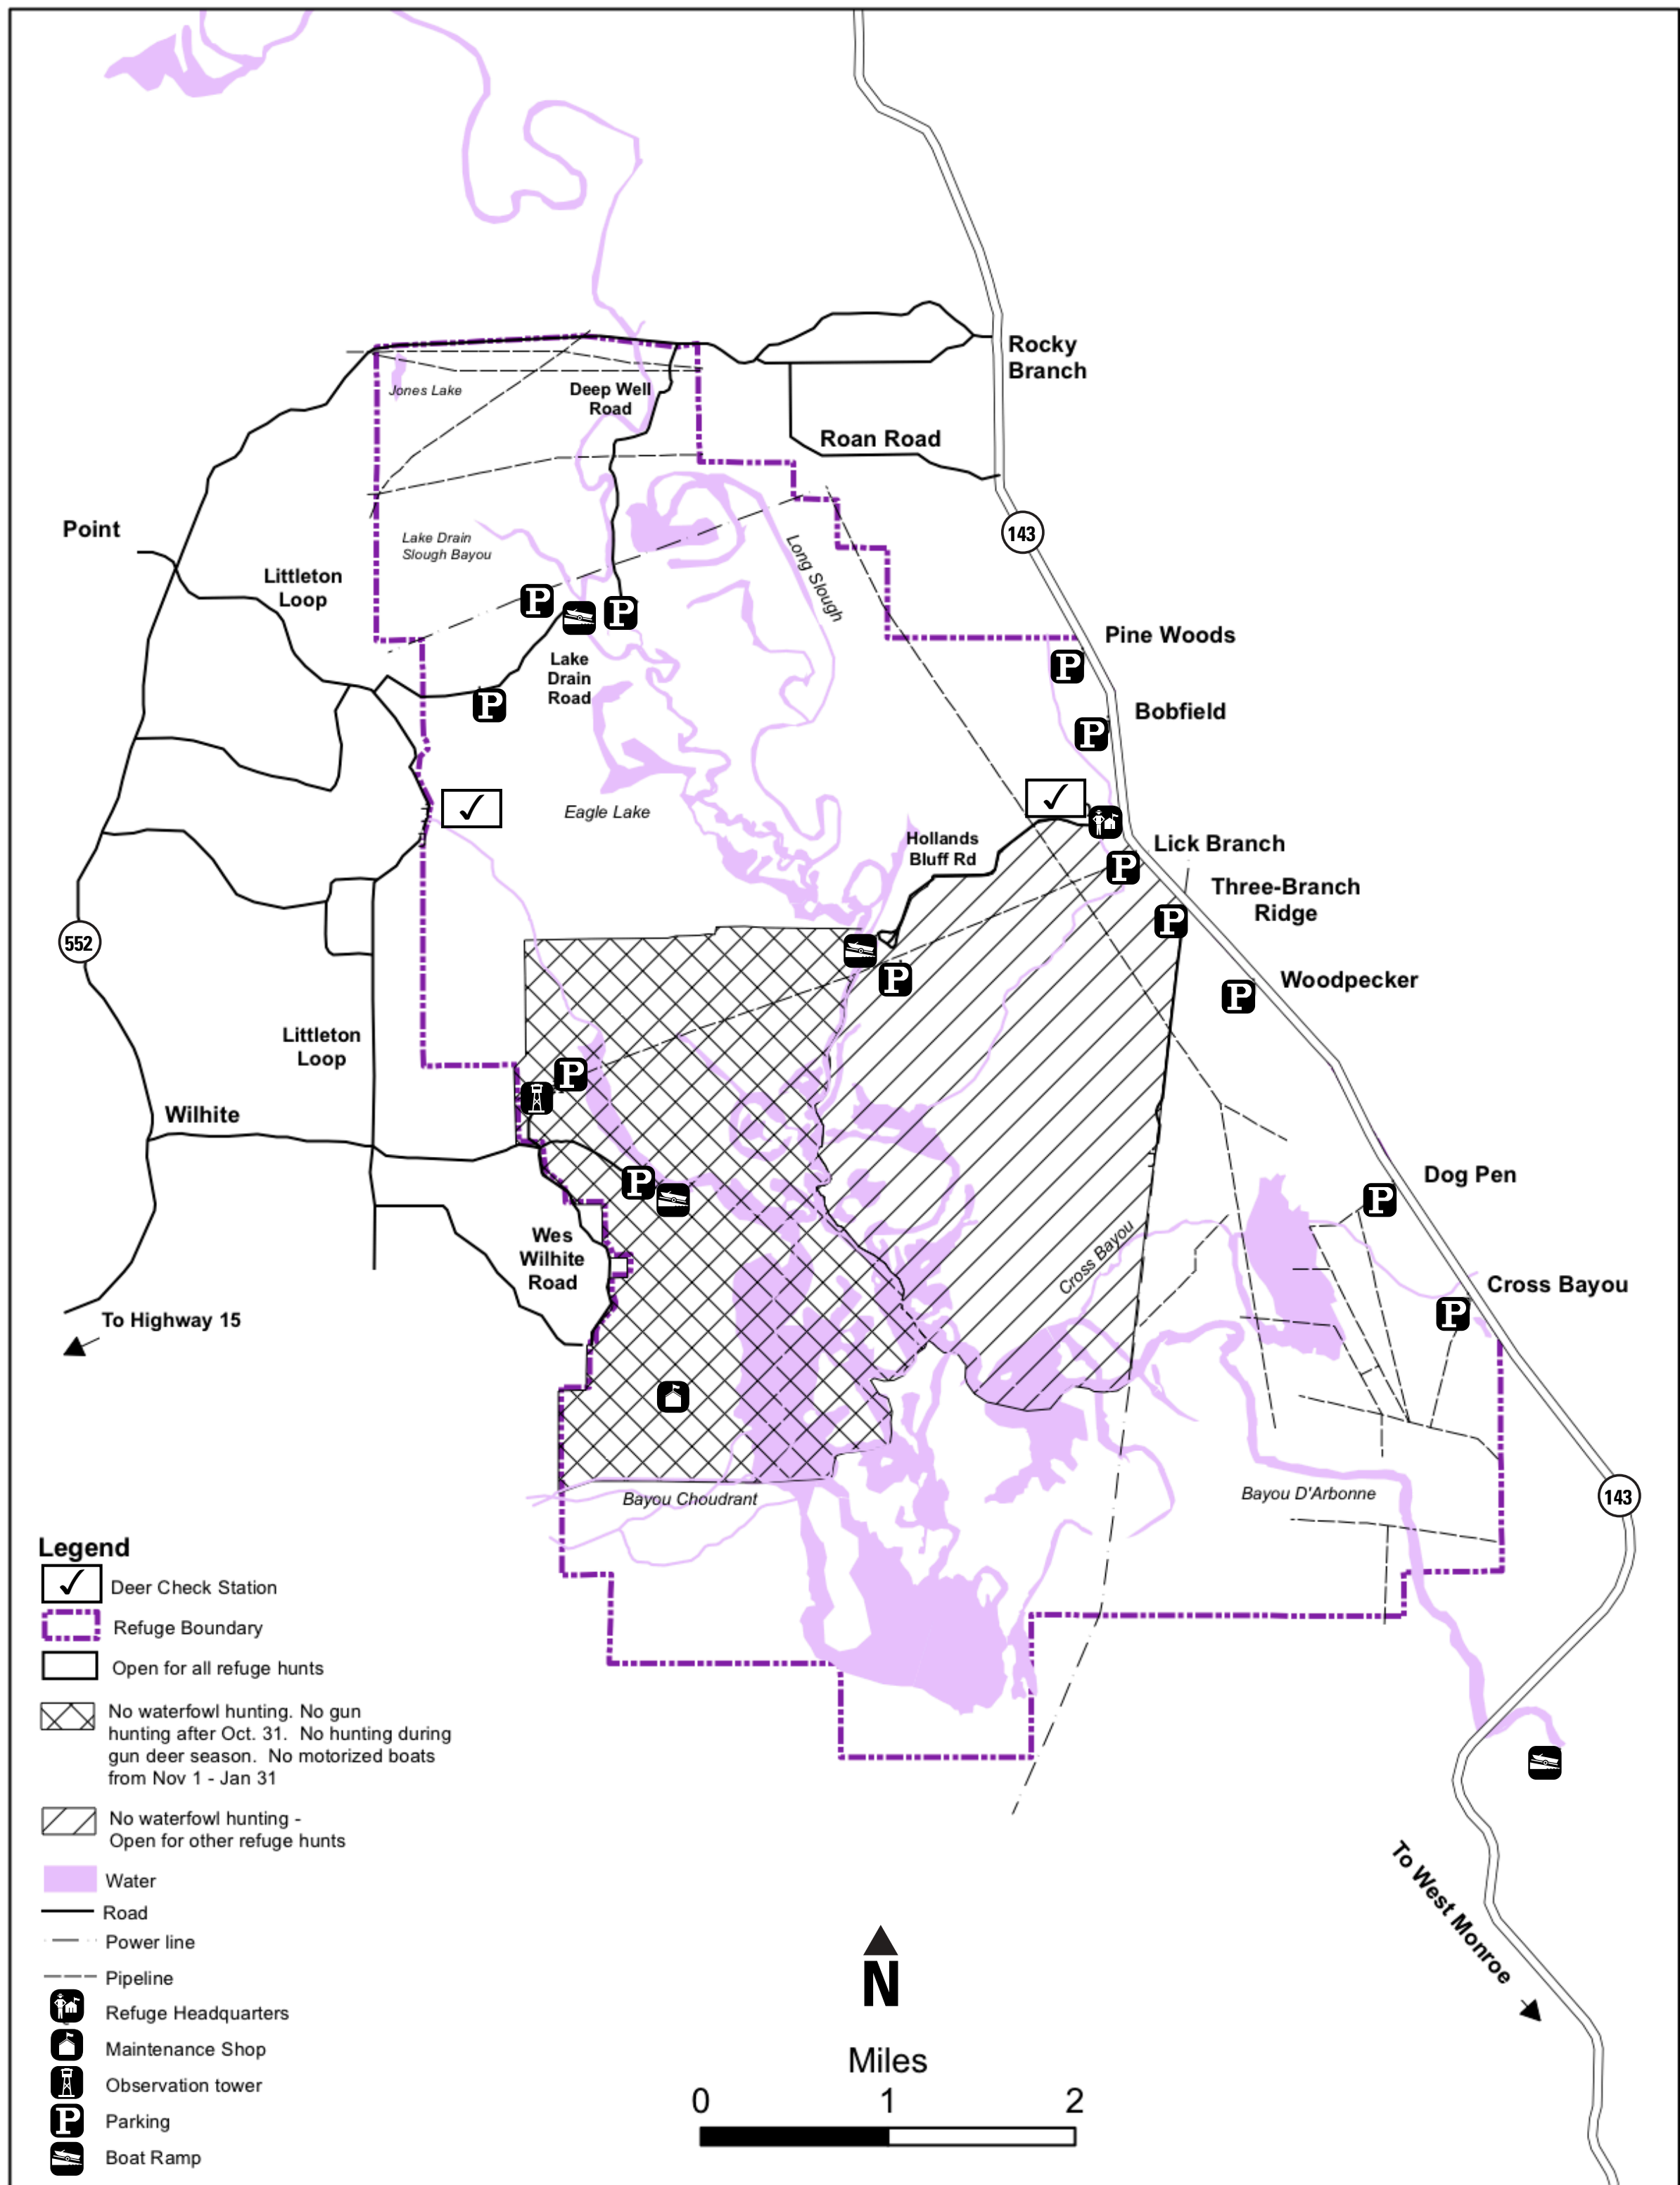 Rocky
Branch
Jones Lake
Deep Well
Road
Roan Road
143
Point
Lake Drain
Slough Bayou
Long Slough
Littleton
Loop
P
P
Pine Woods
P
Lake
Drain
Road
P
Bobfield
P
✓
✓
Eagle Lake
Hollands
Bluff Rd
Lick Branch
P
Three-Branch
Ridge
P
552
P
Woodpecker
P
Littleton
Loop
P
Wilhite
P
Dog Pen
P
Wes
Wilhite
Road
Cross Bayou
Cross Bayou
P
To Highway 15
Bayou Choudrant
Bayou D'Arbonne
143
Legend
✓ Deer Check Station
Refuge Boundary
Open for all refuge hunts
No waterfowl hunting. No gun
hunting after Oct. 31. No hunting during
gun deer season. No motorized boats
from Nov 1 - Jan 31
No waterfowl hunting -
Open for other refuge hunts
Water
Road
Power line
Pipeline
Refuge Headquarters
Maintenance Shop
Observation tower
P Parking
Boat Ramp
To West Monroe
N
Miles
0 1 2